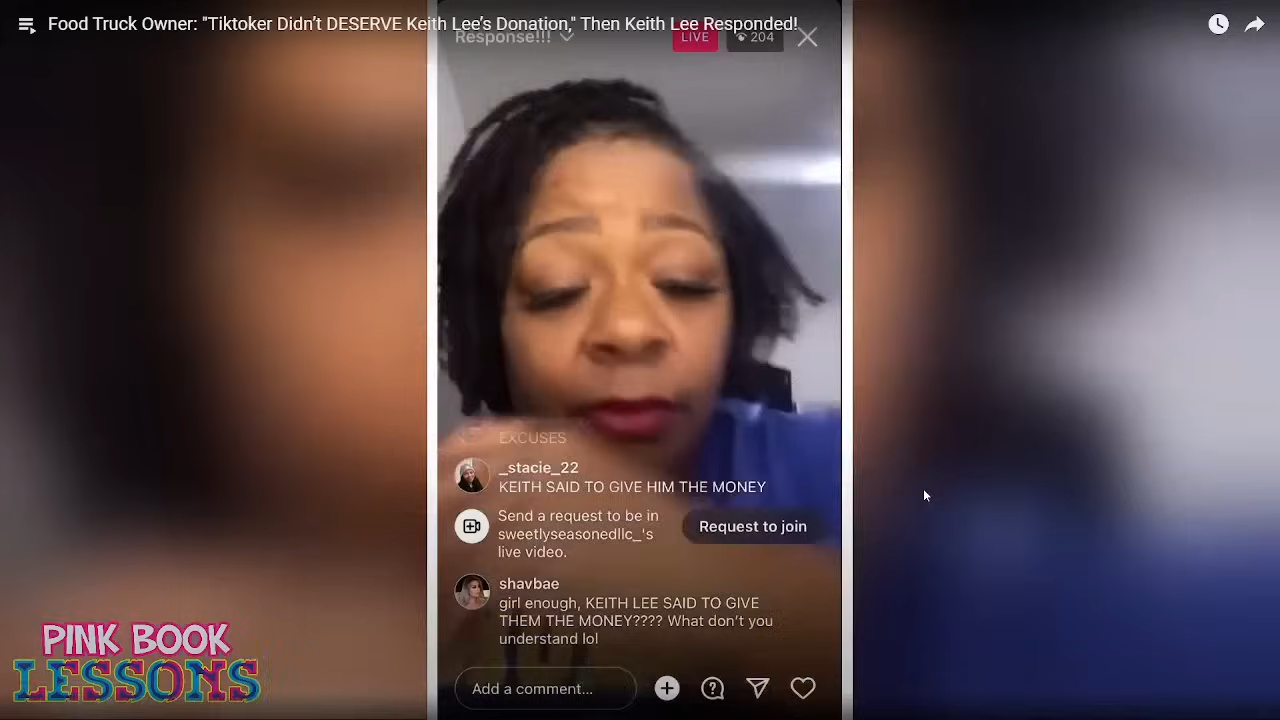 Food Truck Owner: "Tiktoker Didn’t DESERVE Keith Lee’s Donation," Then Keith Lee Responded!
Response!!!
LIVE
204
EXCUSES
_stacie_22
KEITH SAID TO GIVE HIM THE MONEY
Send a request to be in
sweetlyseasonedllc_'s
live video.
Request to join
shavbae
girl enough, KEITH LEE SAID TO GIVE
THEM THE MONEY???? What don't you
understand lol
Add a comment...
PINK BOOK
LESSONS